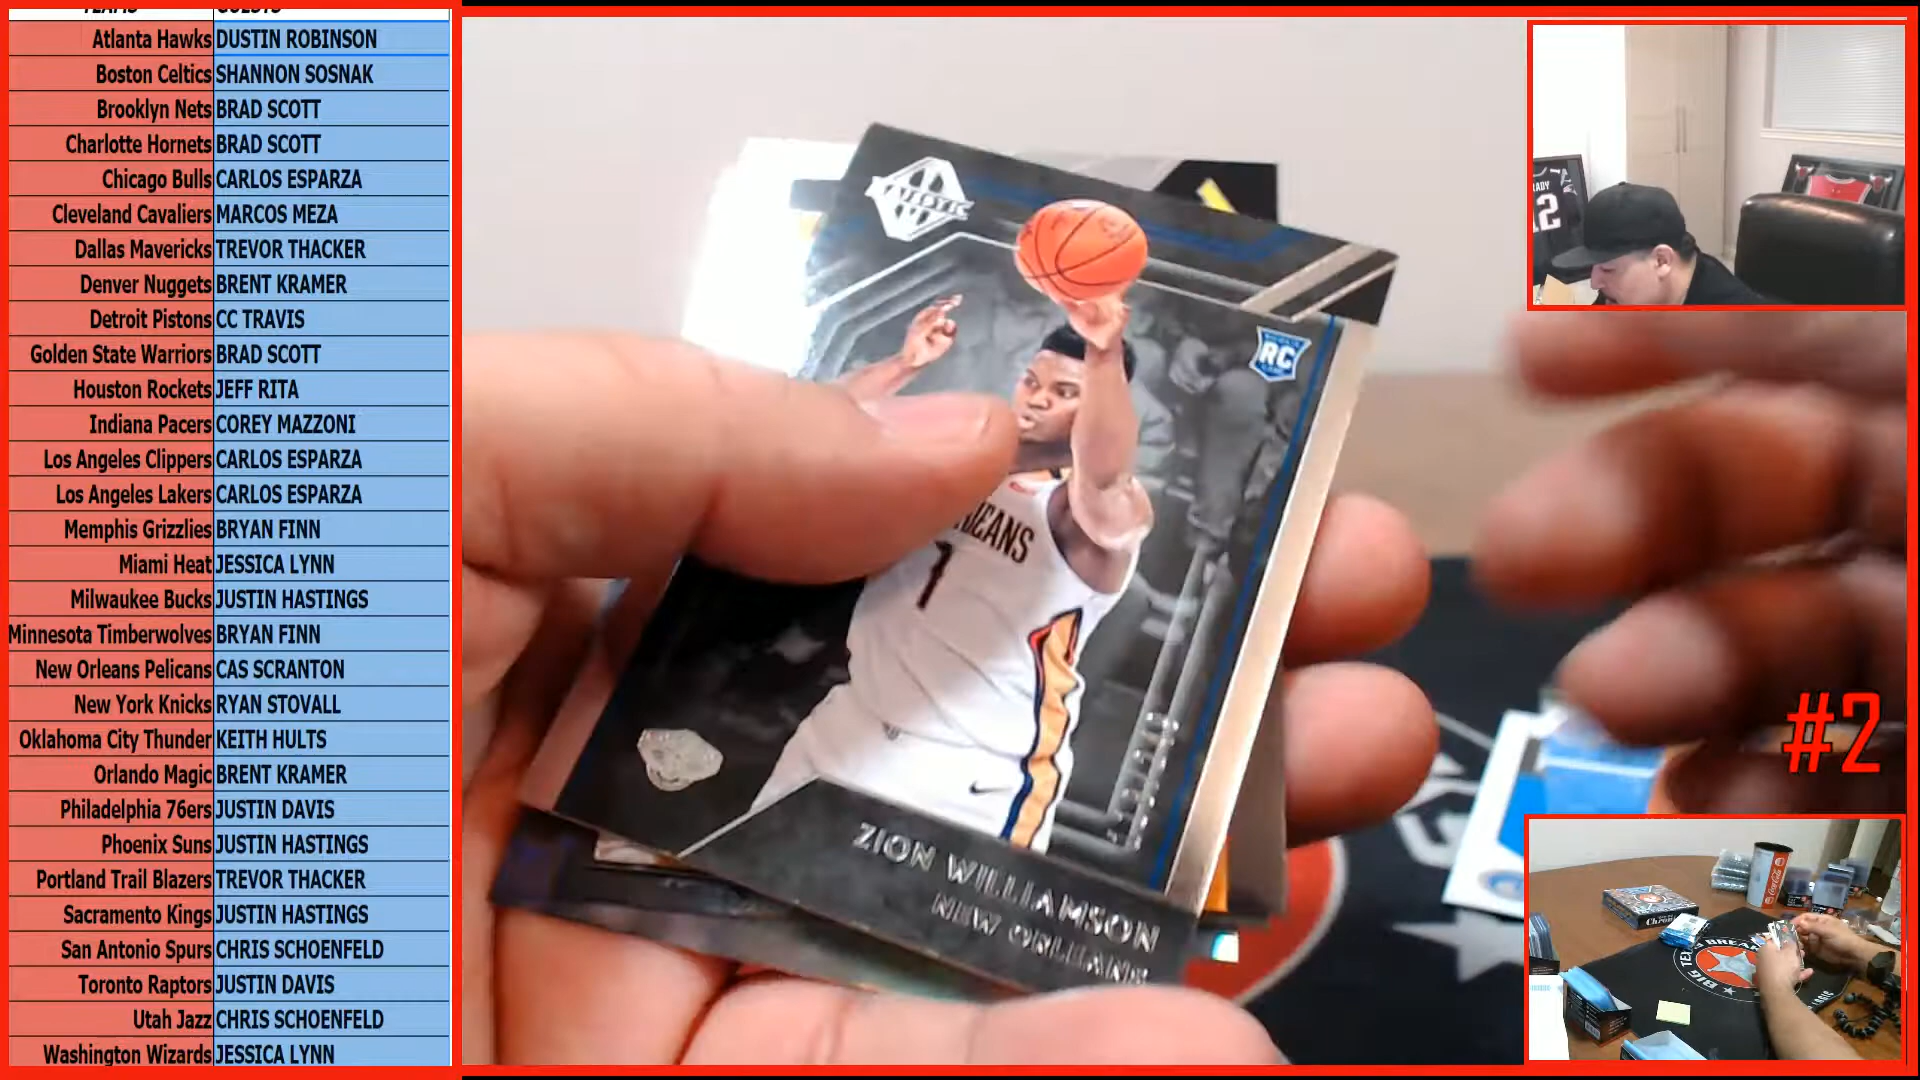 TEAMS GUESTS
Atlanta Hawks DUSTIN ROBINSON
Boston Celtics SHANNON SOSNAK
Brooklyn Nets BRAD SCOTT
Charlotte Hornets BRAD SCOTT
Chicago Bulls CARLOS ESPARZA
Cleveland Cavaliers MARCOS MEZA
Dallas Mavericks TREVOR THACKER
Denver Nuggets BRENT KRAMER
Detroit Pistons CC TRAVIS
Golden State Warriors BRAD SCOTT
Houston Rockets JEFF RITA
Indiana Pacers COREY MAZZONI
Los Angeles Clippers CARLOS ESPARZA
Los Angeles Lakers CARLOS ESPARZA
Memphis Grizzlies BRYAN FINN
Miami Heat JESSICA LYNN
Milwaukee Bucks JUSTIN HASTINGS
Minnesota Timberwolves BRYAN FINN
New Orleans Pelicans CAS SCRANTON
New York Knicks RYAN STOVALL
Oklahoma City Thunder KEITH HULTS
Orlando Magic BRENT KRAMER
Philadelphia 76ers JUSTIN DAVIS
Phoenix Suns JUSTIN HASTINGS
Portland Trail Blazers TREVOR THACKER
Sacramento Kings JUSTIN HASTINGS
San Antonio Spurs CHRIS SCHOENFELD
Toronto Raptors JUSTIN DAVIS
Utah Jazz CHRIS SCHOENFELD
Washington Wizards JESSICA LYNN
RC
1
ZION WILLIAMSON
NEW ORLEANS
12
#2